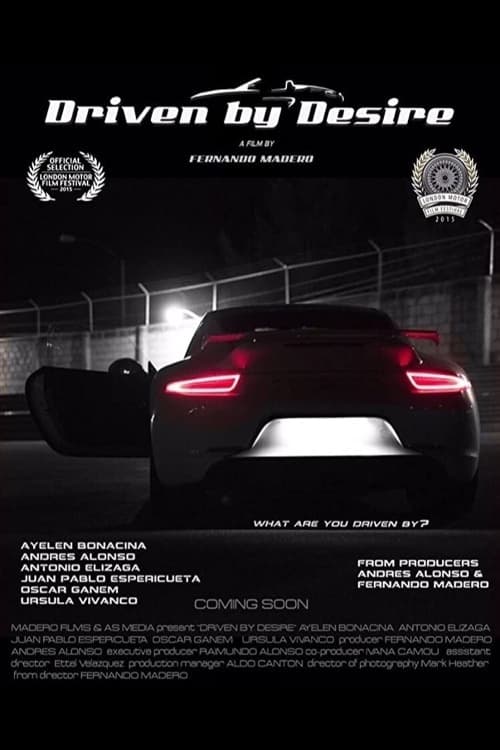 Driven by Desire
A FILM BY
FERNANDO MADERO
OFFICIAL
SELECTION
LONDON MOTOR
FILM FESTIVAL
2015
LONDON MOTOR
FILM FESTIVAL
2015
WHAT ARE YOU DRIVEN BY?
AYELEN BONACINA
ANDRES ALONSO
ANTONIO ELIZAGA
JUAN PABLO ESPERICUETA
OSCAR GANEM
URSULA VIVANCO
FROM PRODUCERS
ANDRES ALONSO &
FERNANDO MADERO
COMING SOON
MADERO FILMS & AS MEDIA present "DRIVEN BY DESIRE" AYELEN BONACINA ANTONIO ELIZAGA
JUAN PABLO ESPERICUETA OSCAR GANEM URSULA VIVANCO producer FERNANDO MADERO
ANDRES ALONSO executive producer RAIMUNDO ALONSO co-producer IVANA CAMOU assistant
director Ettel Velazquez production manager ALDO CANTON director of photography Mark Heather
from director FERNANDO MADERO